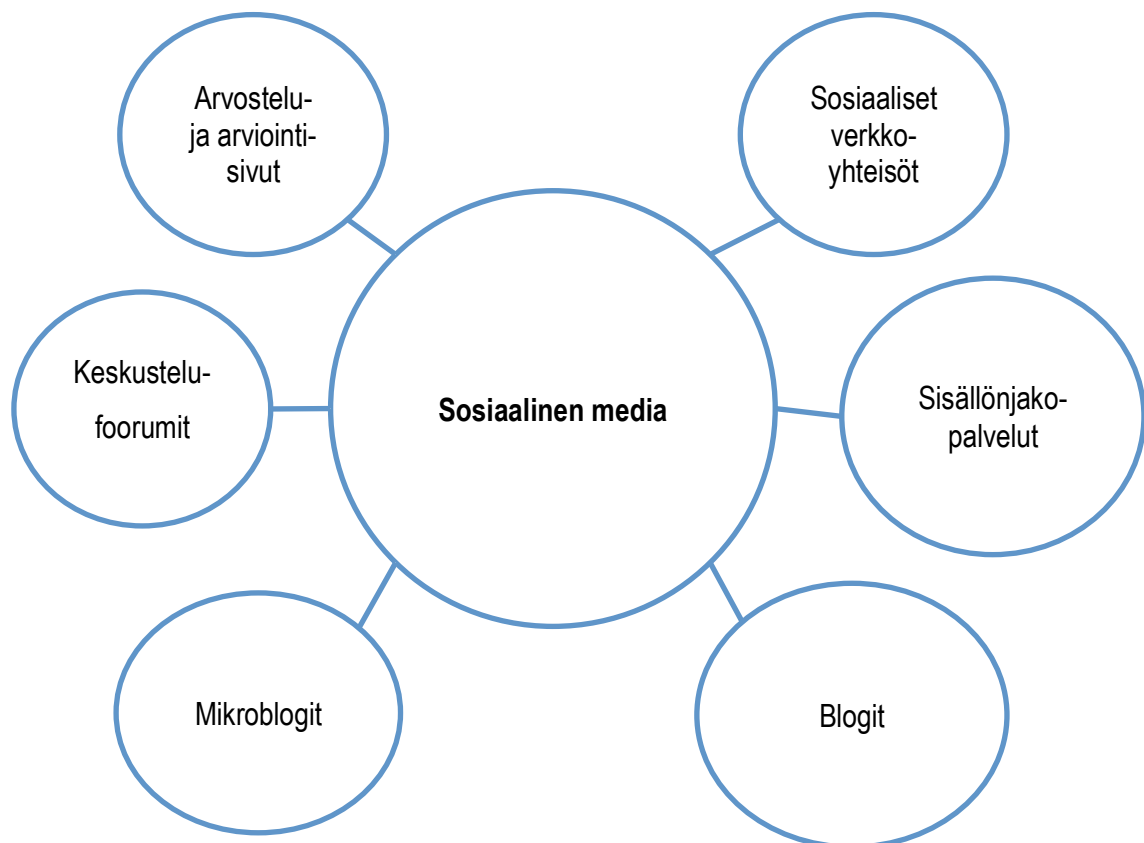 Arvostelu-
ja arviointi-
sivut
Sosiaaliset
verkko-
yhteisöt
Keskustelu-
foorumit
Sosiaalinen media
Sisällönjako-
palvelut
Mikroblogit
Blogit